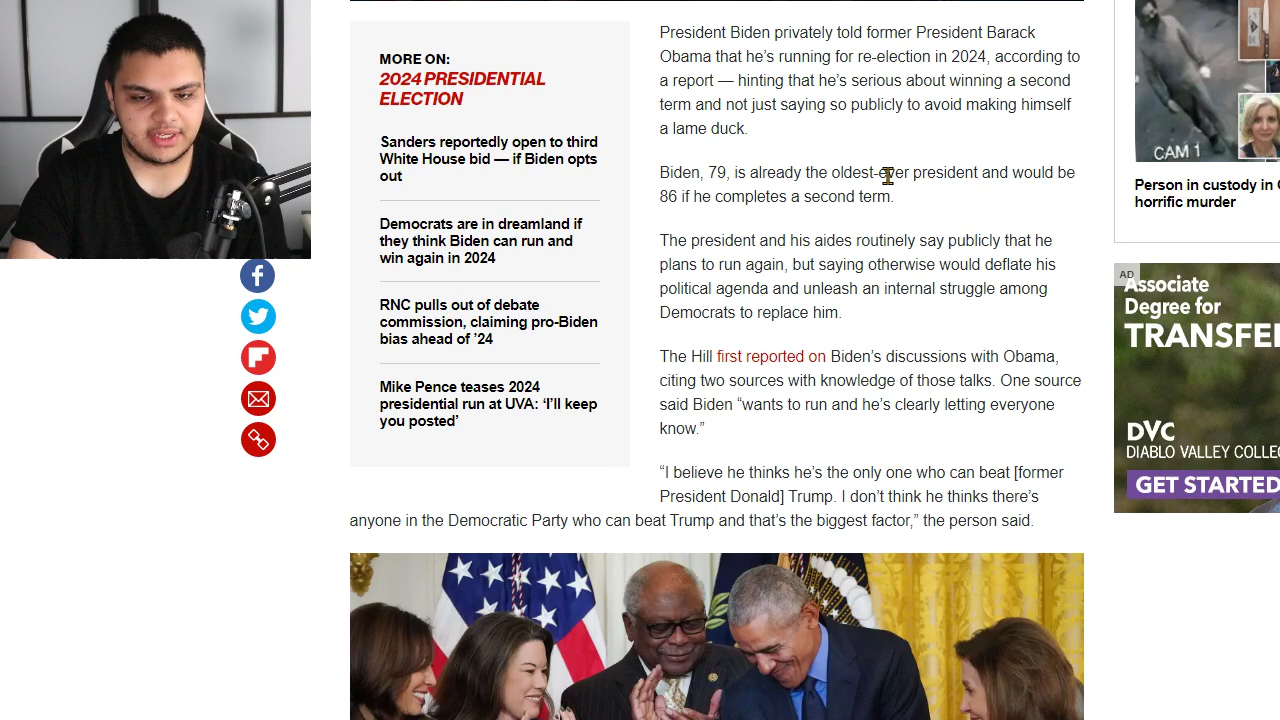 MORE ON:
2024 PRESIDENTIAL
ELECTION
Sanders reportedly open to third
White House bid — if Biden opts
out
Democrats are in dreamland if
they think Biden can run and
win again in 2024
RNC pulls out of debate
commission, claiming pro-Biden
bias ahead of ’24
Mike Pence teases 2024
presidential run at UVA: ‘I’ll keep
you posted’
President Biden privately told former President Barack
Obama that he’s running for re-election in 2024, according to
a report — hinting that he’s serious about winning a second
term and not just saying so publicly to avoid making himself
a lame duck.
Biden, 79, is already the oldest-ever president and would be
86 if he completes a second term.
The president and his aides routinely say publicly that he
plans to run again, but saying otherwise would deflate his
political agenda and unleash an internal struggle among
Democrats to replace him.
The Hill first reported on Biden’s discussions with Obama,
citing two sources with knowledge of those talks. One source
said Biden “wants to run and he’s clearly letting everyone
know.”
“I believe he thinks he’s the only one who can beat [former
President Donald] Trump. I don’t think he thinks there’s
anyone in the Democratic Party who can beat Trump and that’s the biggest factor,” the person said.
CAM 1
Person in custody in
horrific murder
AD
Associate
Degree for
TRANSFE
DVC
DIABLO VALLEY COLLE
GET STARTED